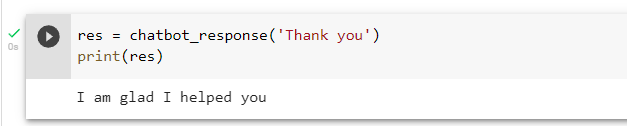 res = chatbot_response('Thank you')
print(res)
0s
I am glad I helped you